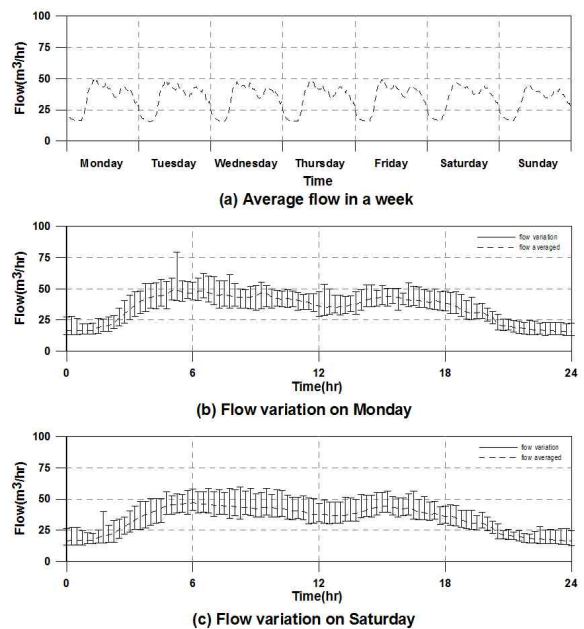 100
75
50
25
0
Flow(m³/hr)
Monday Tuesday Wednesday Thursday Friday Saturday Sunday
Time
(a) Average flow in a week
100
75
50
25
0
Flow(m³/hr)
flow variation
flow averaged
0 6 12 18 24
Time(hr)
(b) Flow variation on Monday
100
75
50
25
0
Flow(m³/hr)
flow variation
flow averaged
0 6 12 18 24
Time(hr)
(c) Flow variation on Saturday